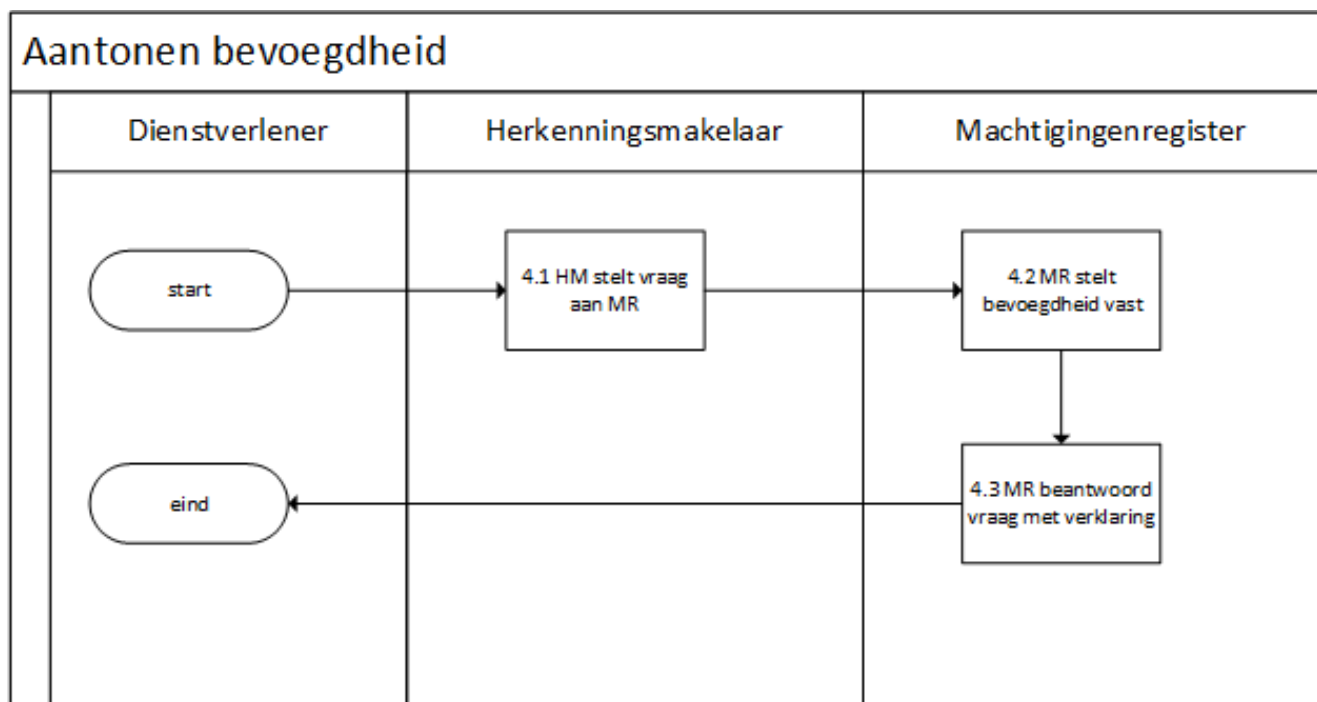 Aantonen bevoegdheid
Dienstverlener
Herkenningsmakelaar
Machtigingenregister
start
4.1 HM stelt vraag
aan MR
4.2 MR stelt
bevoegdheid vast
eind
4.3 MR beantwoord
vraag met verklaring